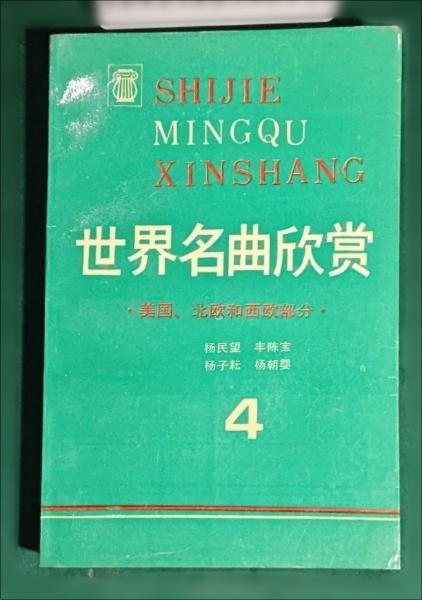 SHIJIE
MINGQU
XINSHANG
世界名曲欣赏
·美国、北欧和西欧部分·
杨民望 丰陈宝
杨子耘 杨朝婴
4